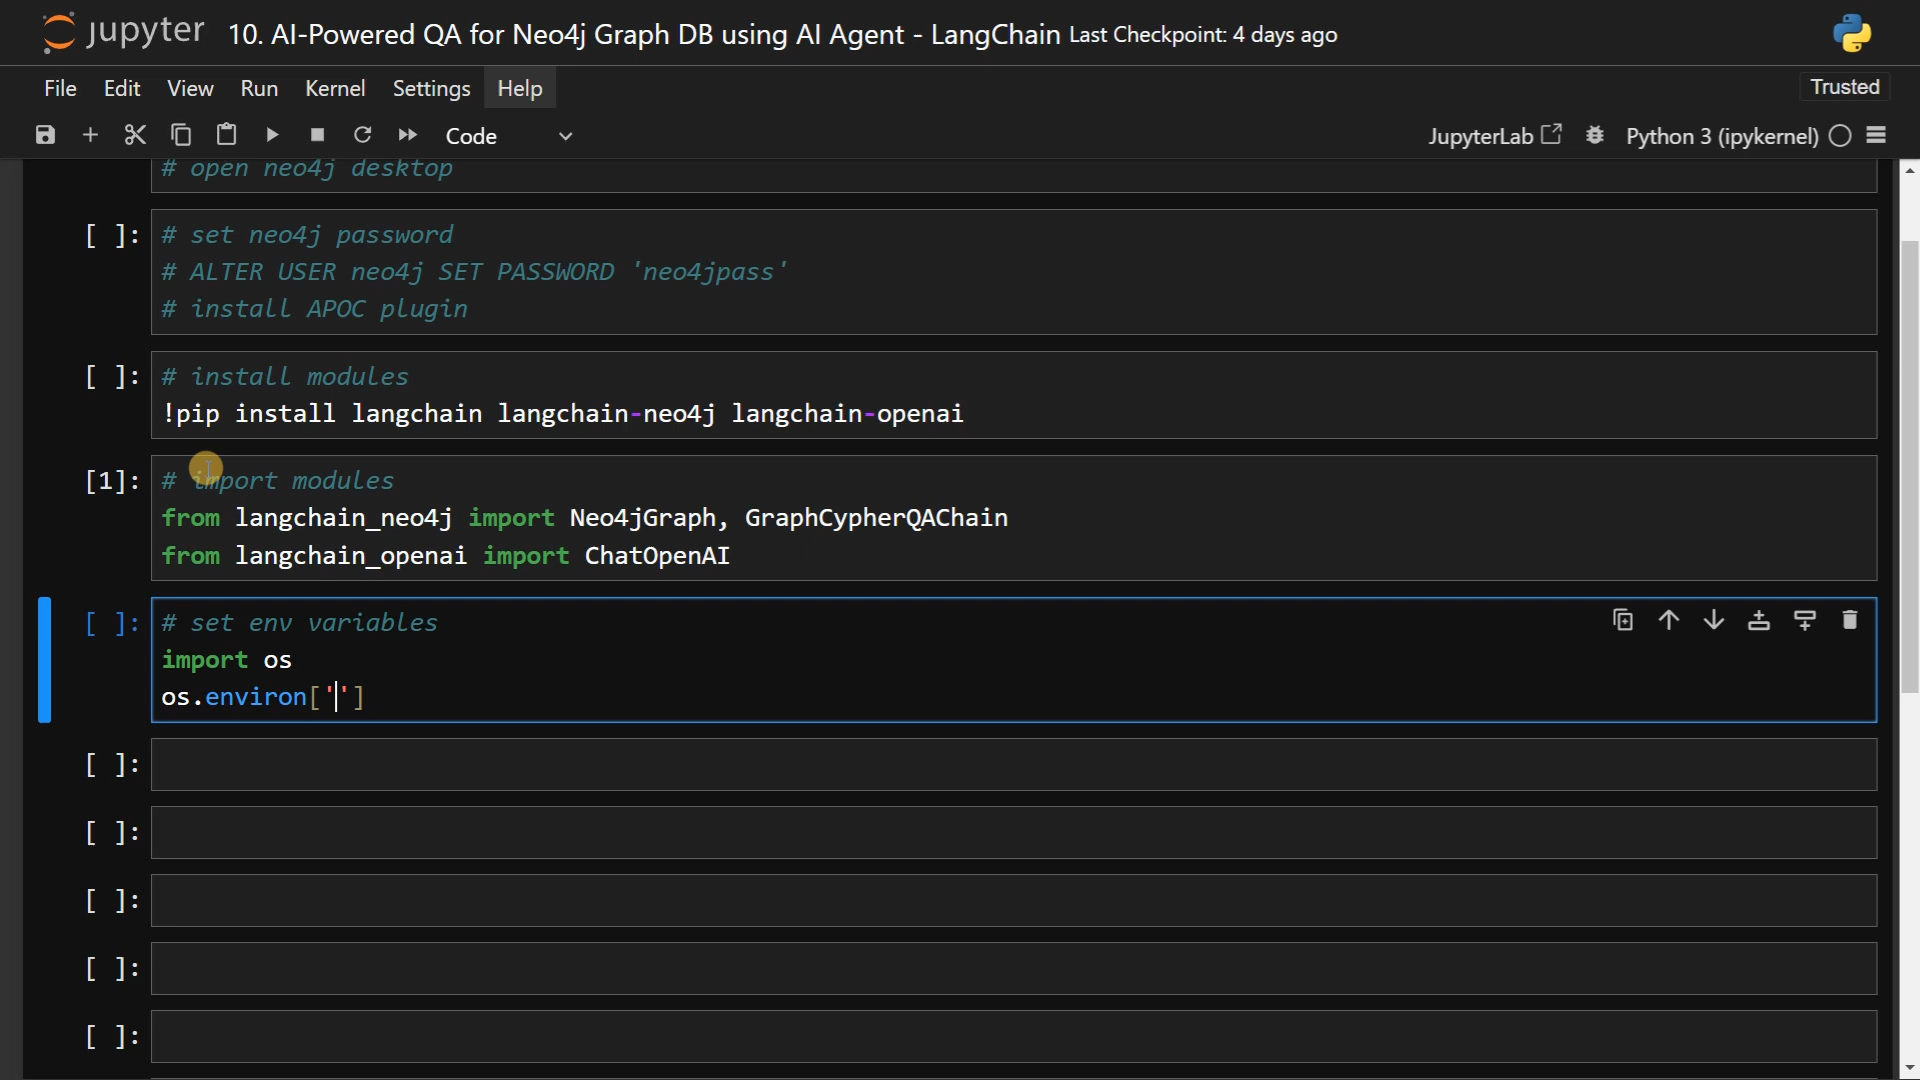 jupyter 10. AI-Powered QA for Neo4j Graph DB using AI Agent - LangChain Last Checkpoint: 4 days ago
File Edit View Run Kernel Settings Help Trusted
Code JupyterLab Python 3 (ipykernel)
# open neo4j desktop
[ ]: # set neo4j password
# ALTER USER neo4j SET PASSWORD 'neo4jpass'
# install APOC plugin
[ ]: # install modules
!pip install langchain langchain-neo4j langchain-openai
[1]: # import modules
from langchain_neo4j import Neo4jGraph, GraphCypherQAChain
from langchain_openai import ChatOpenAI
[ ]: # set env variables
import os
os.environ['']
[ ]:
[ ]:
[ ]:
[ ]:
[ ]: